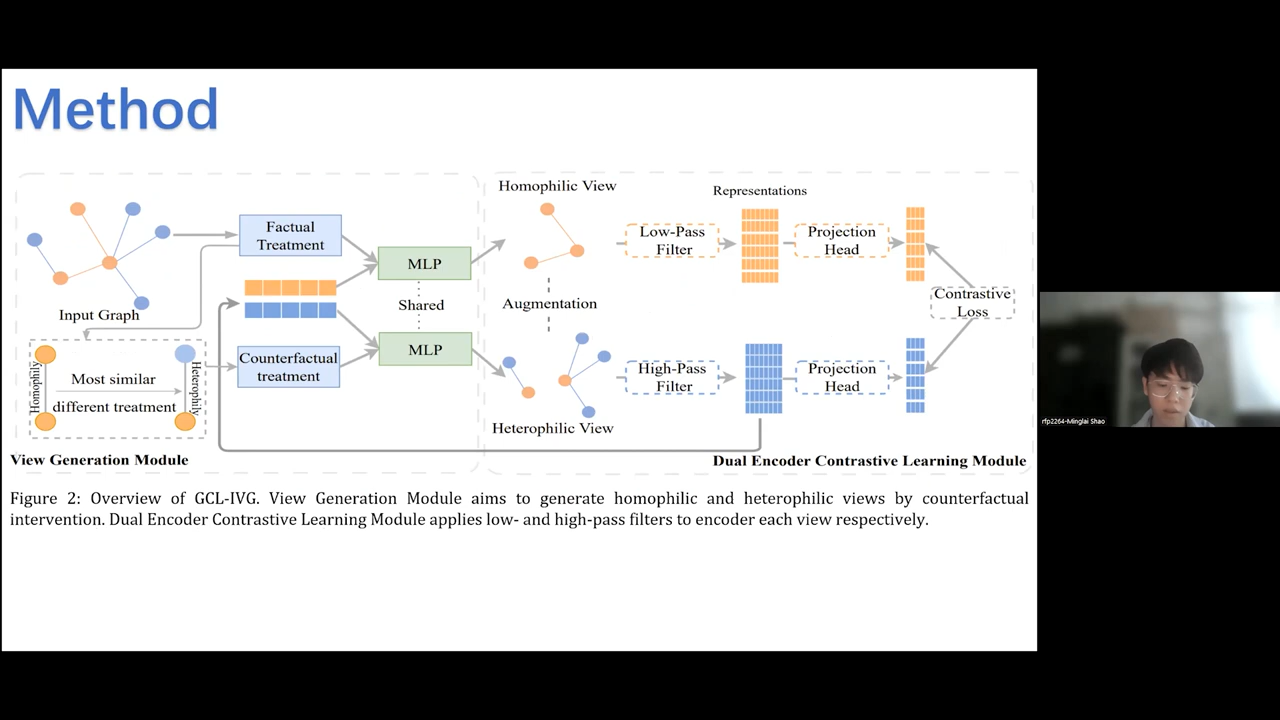 Method
Homophilic View
Representations
Factual
Treatment
Low-Pass
Filter
Projection
Head
MLP
Input Graph
Shared
Augmentation
Contrastive
Loss
Homophily
Most similar
different treatment
Heterophily
Counterfactual
treatment
MLP
High-Pass
Filter
Projection
Head
Heterophilic View
View Generation Module
Dual Encoder Contrastive Learning Module
Figure 2: Overview of GCL-IVG. View Generation Module aims to generate homophilic and heterophilic views by counterfactual
intervention. Dual Encoder Contrastive Learning Module applies low- and high-pass filters to encoder each view respectively.
rfp2264-Minglai Shao